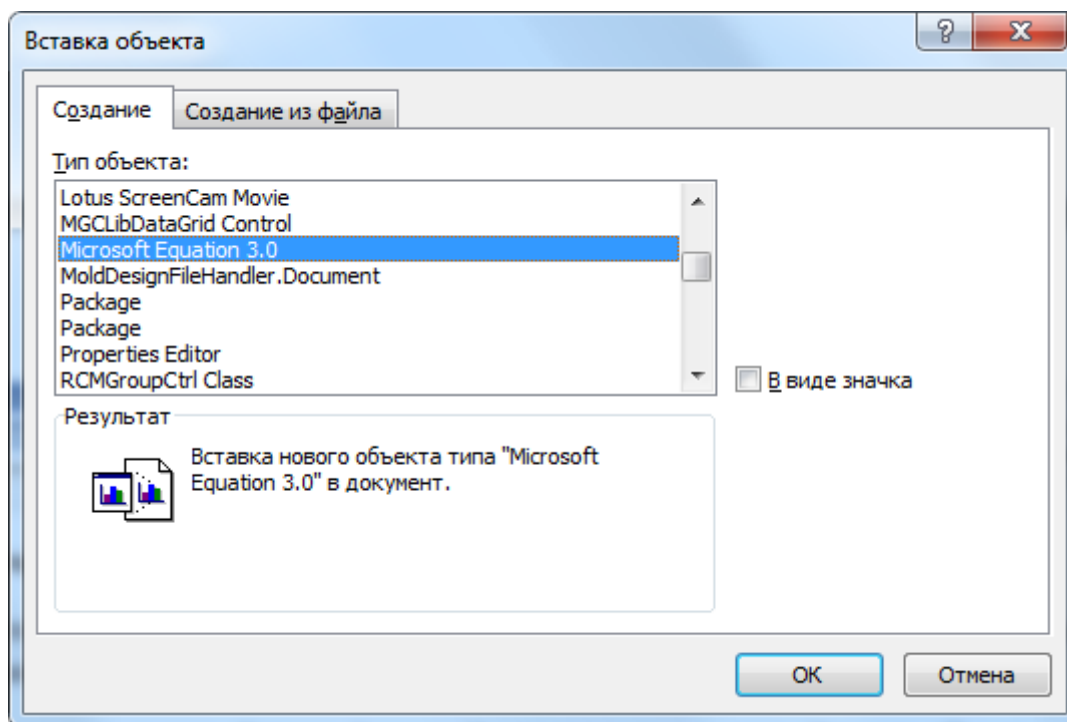 Вставка объекта
Создание
Создание из файла
Тип объекта:
Lotus ScreenCam Movie
MGCLibDataGrid Control
Microsoft Equation 3.0
MoldDesignFileHandler.Document
Package
Package
Properties Editor
RCMGroupCtrl Class
В виде значка
Результат
Вставка нового объекта типа "Microsoft
Equation 3.0" в документ.
ОК
Отмена